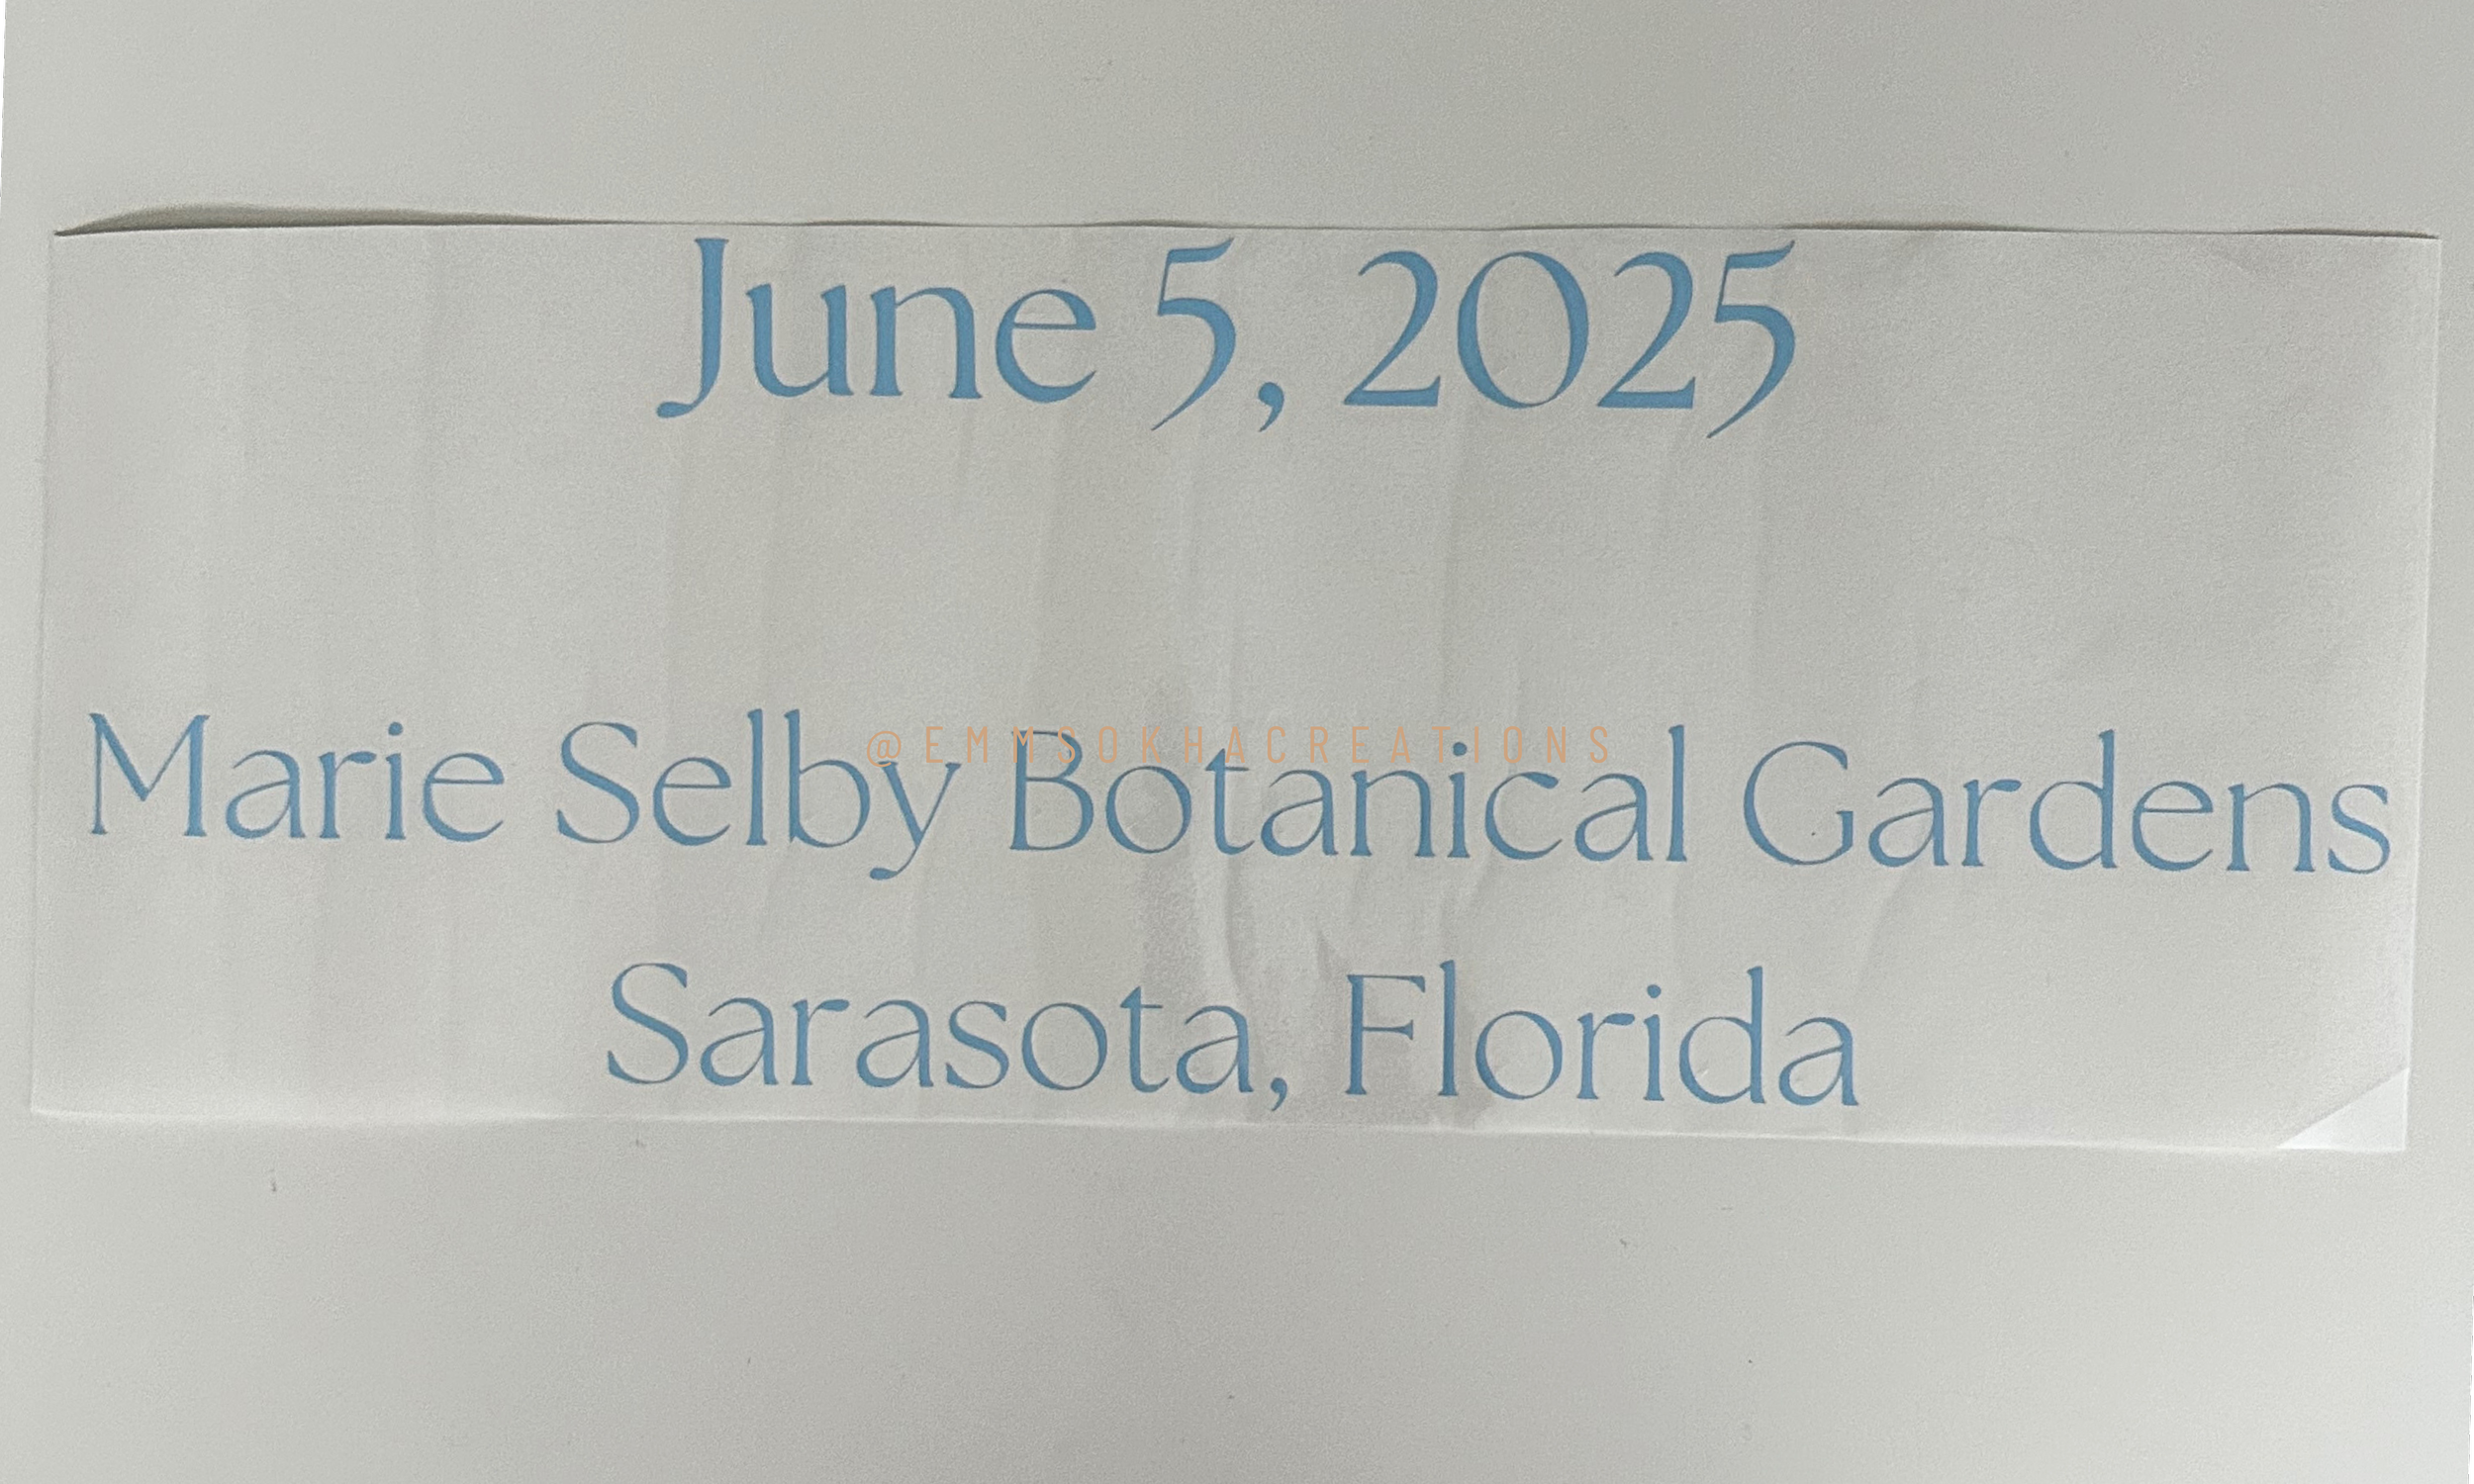 June 5, 2025
@EMMSOKHACREATIONS
Marie Selby Botanical Gardens
Sarasota, Florida